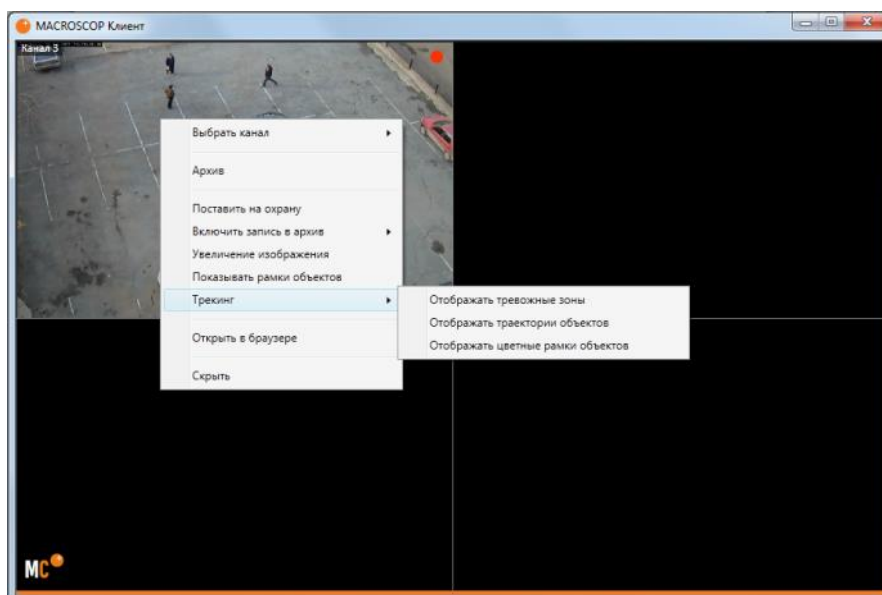 MACROSCOP Клиент
Канал 3
Выбрать канал
Архив
Поставить на охрану
Включить запись в архив
Увеличение изображения
Показывать рамки объектов
Трекинг
Отображать тревожные зоны
Отображать траектории объектов
Отображать цветные рамки объектов
Открыть в браузере
Скрыть
MC